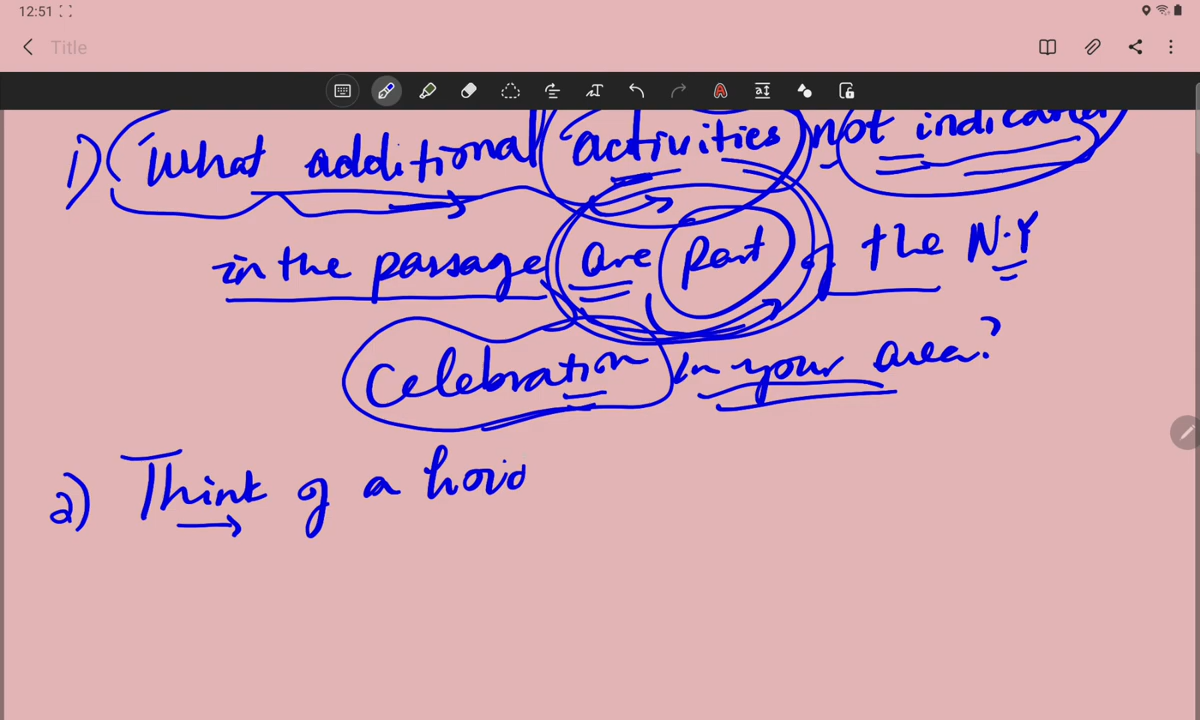 12:51
Title
1) What additional activities not indicated
in the passage are part of the N.Y
Celebration in your area?
2) Think of a hoid